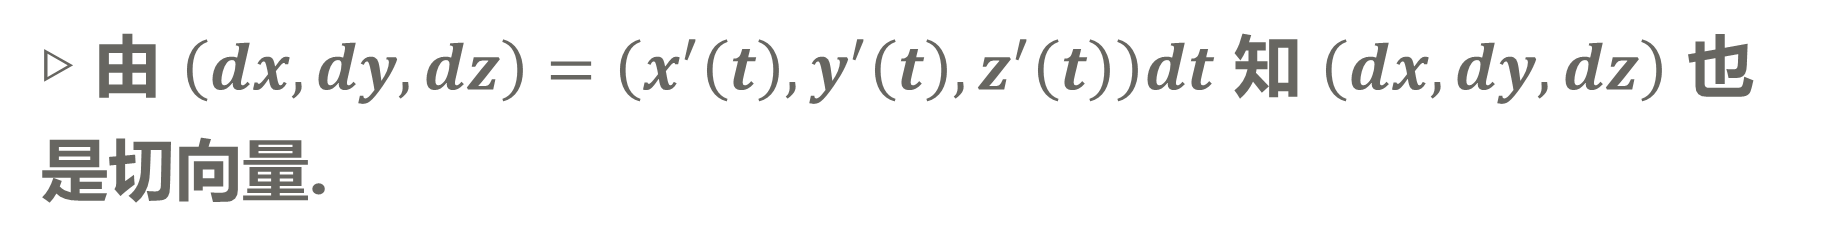 ▷ 由 (dx, dy, dz) = (x′(t), y′(t), z′(t))dt 知 (dx, dy, dz) 也
是切向量.